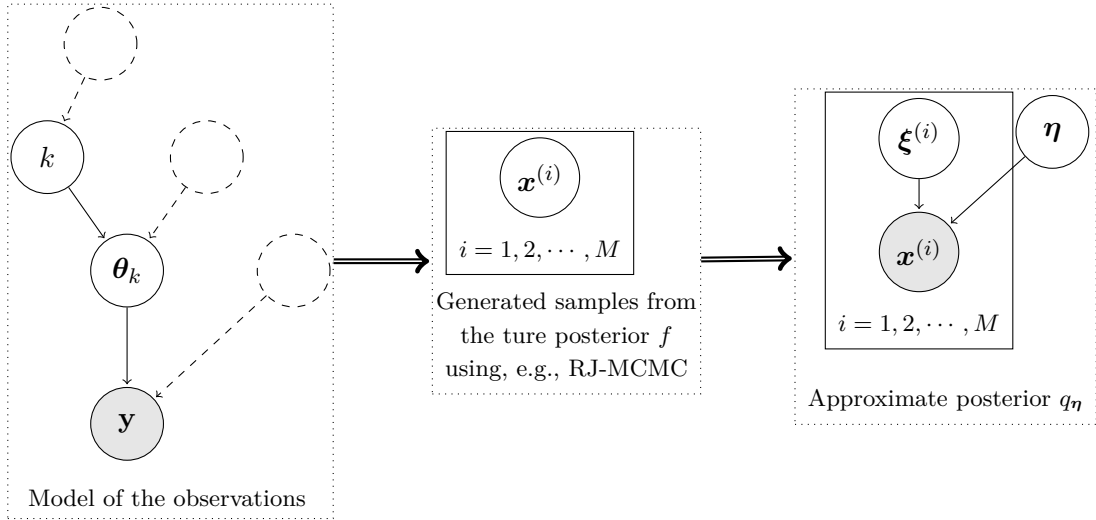 k
θ_k
y
Model of the observations
x^(i)
i = 1, 2, ⋯ , M
Generated samples from
the ture posterior f
using, e.g., RJ-MCMC
ξ^(i)
η
x^(i)
i = 1, 2, ⋯ , M
Approximate posterior q_η